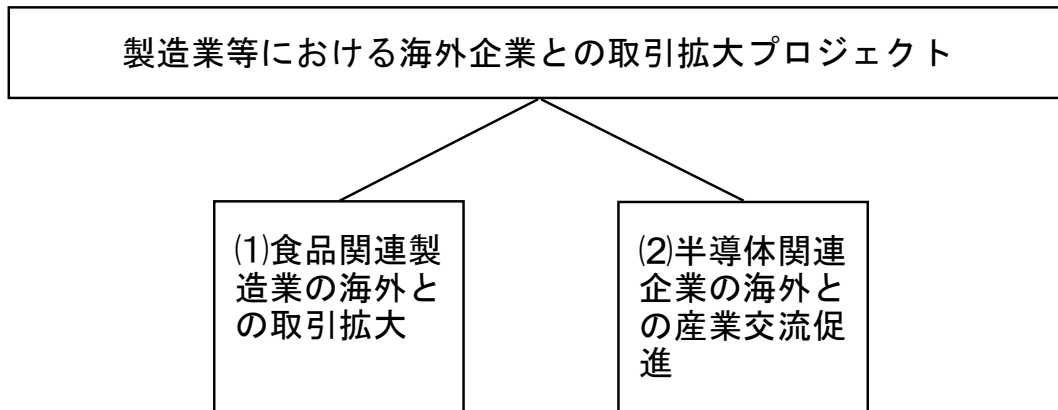 製造業等における海外企業との取引拡大プロジェクト
⑴食品関連製
造業の海外と
の取引拡大
⑵半導体関連
企業の海外と
の産業交流促
進